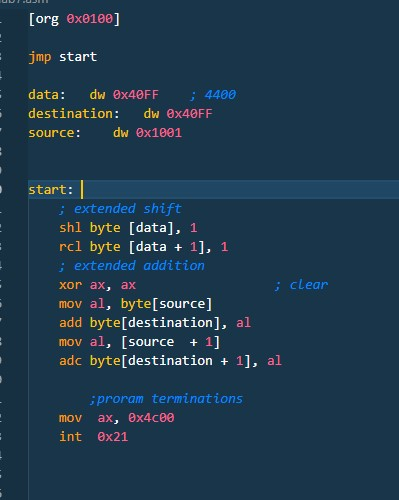 [org 0x0100]
jmp start
data:   dw 0x40FF    ; 4400
destination:   dw 0x40FF
source:    dw 0x1001
start:
; extended shift
shl byte [data], 1
rcl byte [data + 1], 1
; extended addition
xor ax, ax                  ; clear
mov al, byte[source]
add byte[destination], al
mov al, [source  + 1]
adc byte[destination + 1], al
;proram terminations
mov  ax, 0x4c00
int  0x21